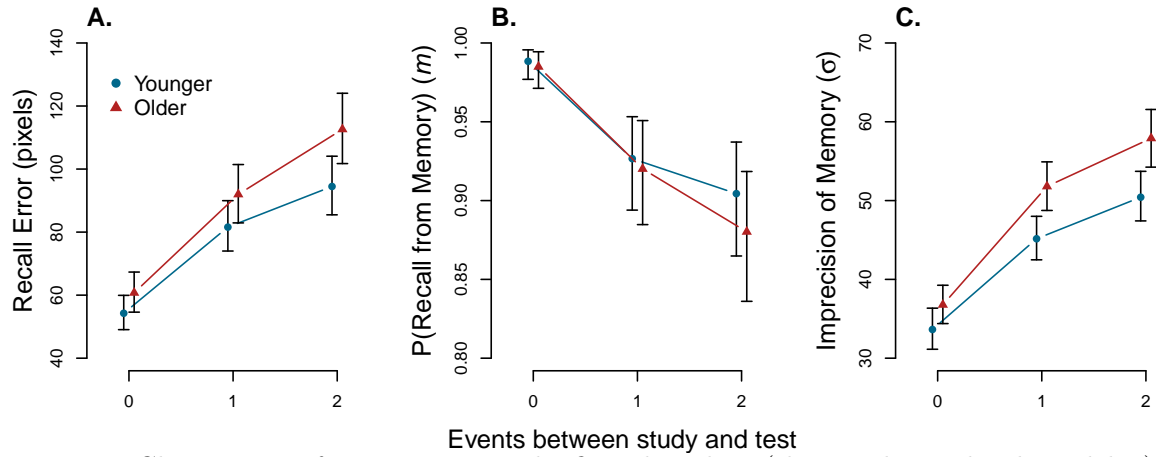 A.
B.
C.
Recall Error (pixels)
140
120
100
80
60
40
Younger
Older
0 1 2
P(Recall from Memory) (m)
1.00
0.95
0.90
0.85
0.80
0 1 2
Imprecision of Memory (σ)
70
60
50
40
30
0 1 2
Events between study and test